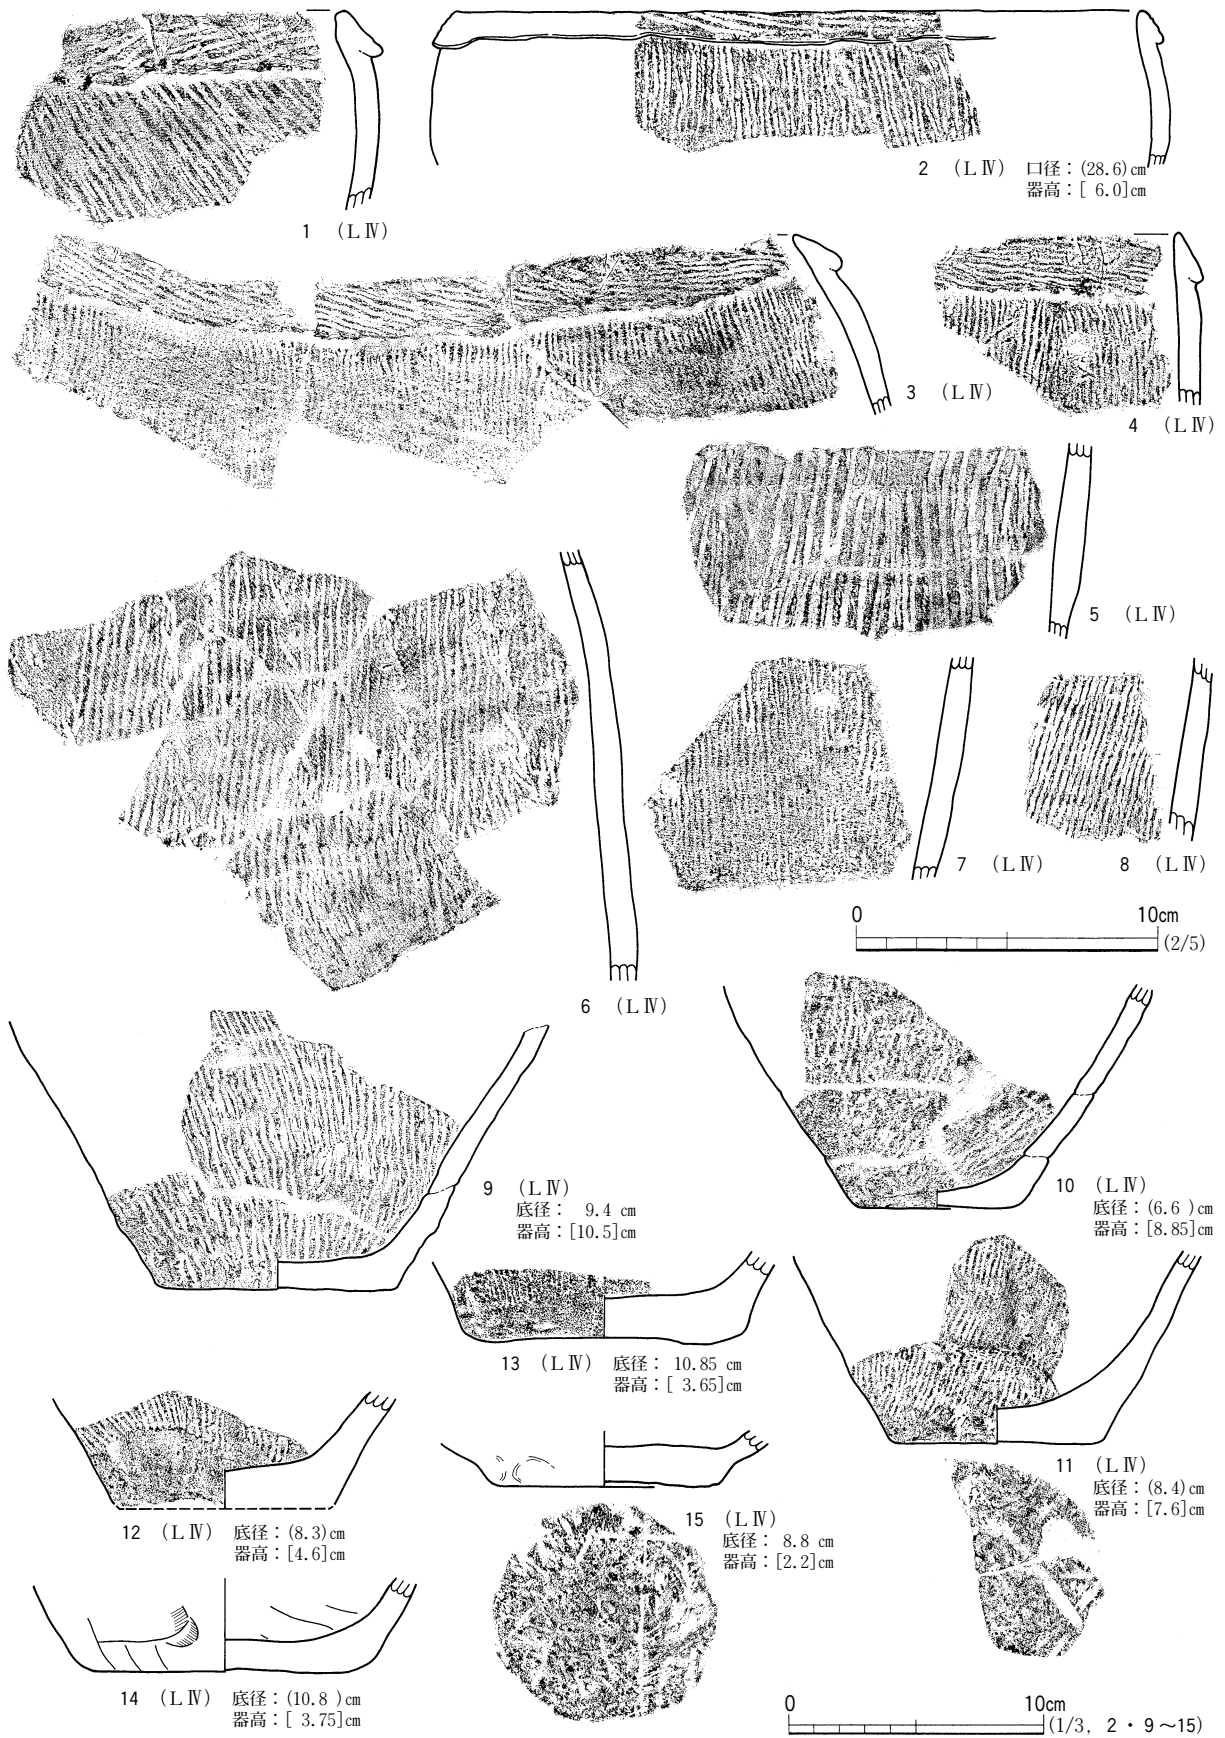 1 (LⅣ)
2 (LⅣ) 口径：(28.6)cm
器高：[ 6.0]cm
3 (LⅣ)
4 (LⅣ)
5 (LⅣ)
6 (LⅣ)
7 (LⅣ)
8 (LⅣ)
0 10cm
(2/5)
9 (LⅣ)
底径： 9.4 cm
器高：[10.5]cm
10 (LⅣ)
底径：(6.6 )cm
器高：[8.85]cm
13 (LⅣ) 底径： 10.85 cm
器高：[ 3.65]cm
11 (LⅣ)
底径：(8.4)cm
器高：[7.6]cm
12 (LⅣ) 底径：(8.3)cm
器高：[4.6]cm
15 (LⅣ)
底径： 8.8 cm
器高：[2.2]cm
14 (LⅣ) 底径：(10.8 )cm
器高：[ 3.75]cm
0 10cm
(1/3, 2・9～15)